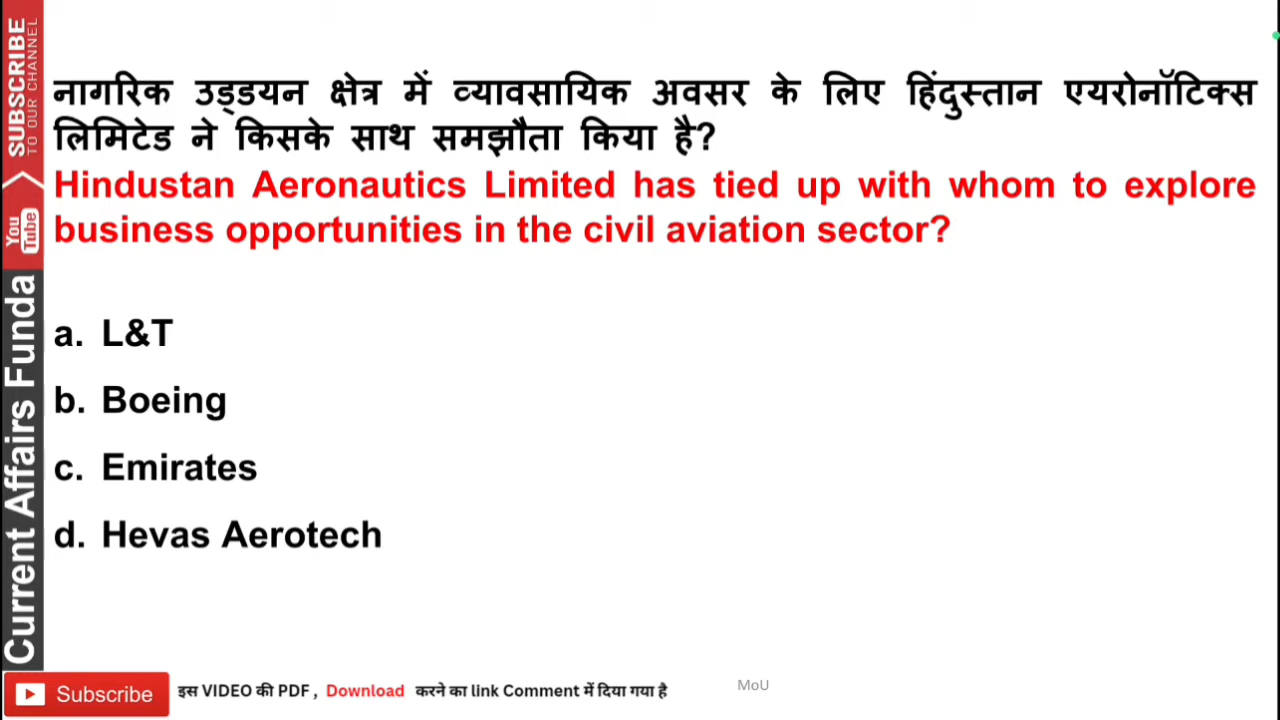 नागरिक उड्डयन क्षेत्र में व्यावसायिक अवसर के लिए हिंदुस्तान एयरोनॉटिक्स
लिमिटेड ने किसके साथ समझौता किया है?
Hindustan Aeronautics Limited has tied up with whom to explore
business opportunities in the civil aviation sector?
a. L&T
b. Boeing
c. Emirates
d. Hevas Aerotech
SUBSCRIBE
TO OUR CHANNEL
You
Tube
Current Affairs Funda
Subscribe
इस VIDEO की PDF , Download करने का link Comment में दिया गया है
MoU